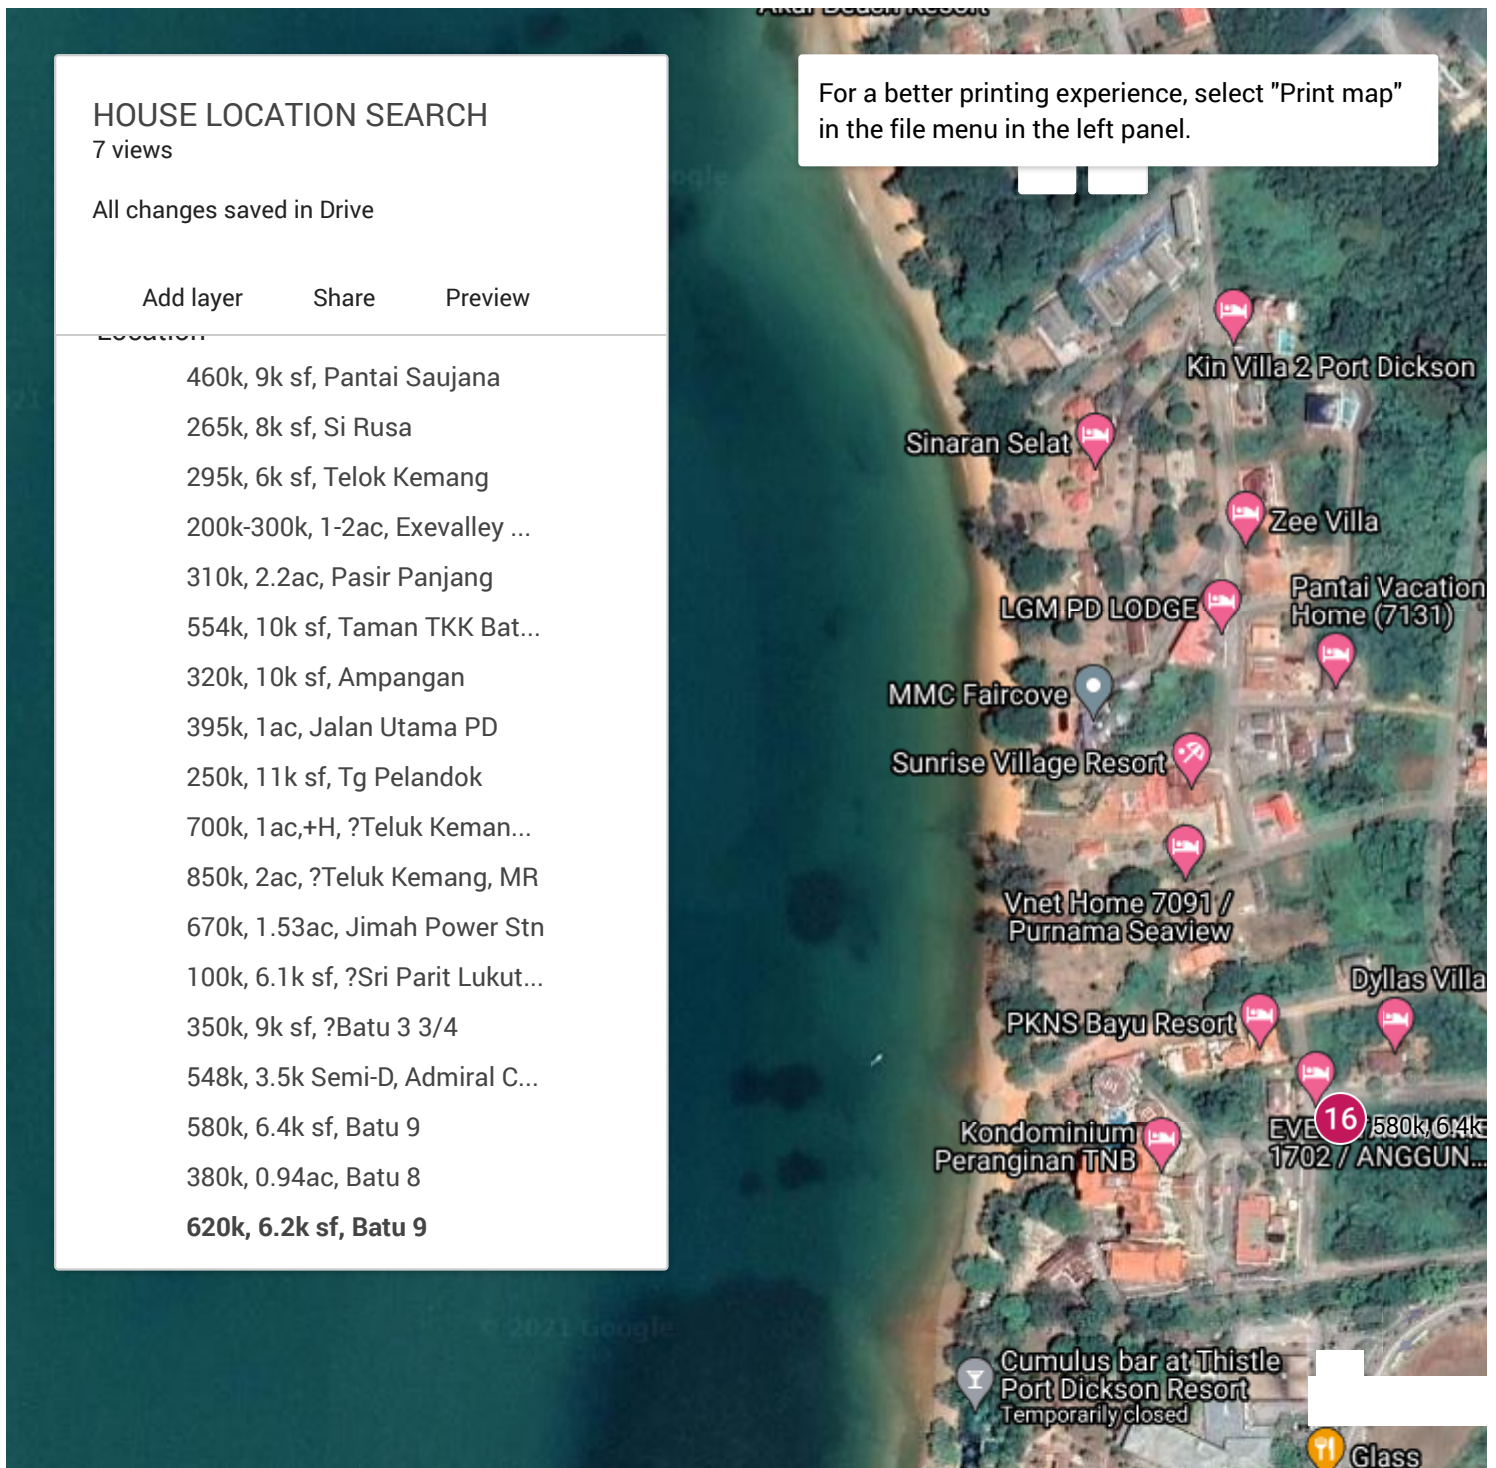 Akar Beach Resort
HOUSE LOCATION SEARCH
7 views
All changes saved in Drive
Add layer Share Preview
Location
460k, 9k sf, Pantai Saujana
265k, 8k sf, Si Rusa
295k, 6k sf, Telok Kemang
200k-300k, 1-2ac, Exevalley ...
310k, 2.2ac, Pasir Panjang
554k, 10k sf, Taman TKK Bat...
320k, 10k sf, Ampangan
395k, 1ac, Jalan Utama PD
250k, 11k sf, Tg Pelandok
700k, 1ac,+H, ?Teluk Keman...
850k, 2ac, ?Teluk Kemang, MR
670k, 1.53ac, Jimah Power Stn
100k, 6.1k sf, ?Sri Parit Lukut...
350k, 9k sf, ?Batu 3 3/4
548k, 3.5k Semi-D, Admiral C...
580k, 6.4k sf, Batu 9
380k, 0.94ac, Batu 8
620k, 6.2k sf, Batu 9
For a better printing experience, select "Print map"
in the file menu in the left panel.
Kin Villa 2 Port Dickson
Sinaran Selat
Zee Villa
Pantai Vacation
Home (7131)
LGM PD LODGE
MMC Faircove
Sunrise Village Resort
Vnet Home 7091 /
Purnama Seaview
Dyllas Villa
PKNS Bayu Resort
16 580k, 6.4k
1702 / ANGGUN...
Kondominium
Peranginan TNB
© 2021 Google
Cumulus bar at Thistle
Port Dickson Resort
Temporarily closed
Glass